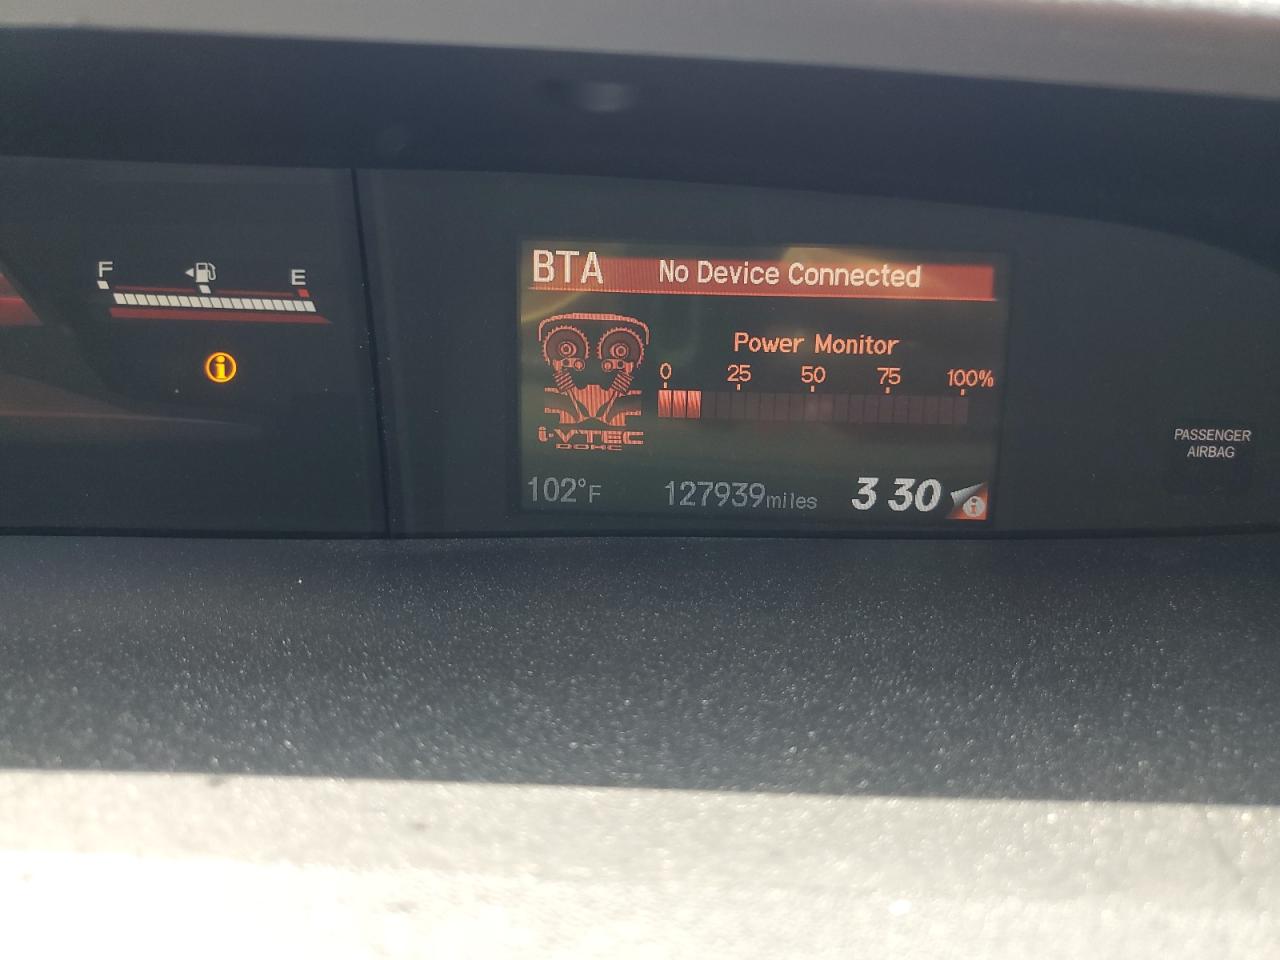 F E
BTA No Device Connected
Power Monitor
0 25 50 75 100%
i-VTEC
DOHC
102°F 127939miles 3 30
PASSENGER
AIRBAG